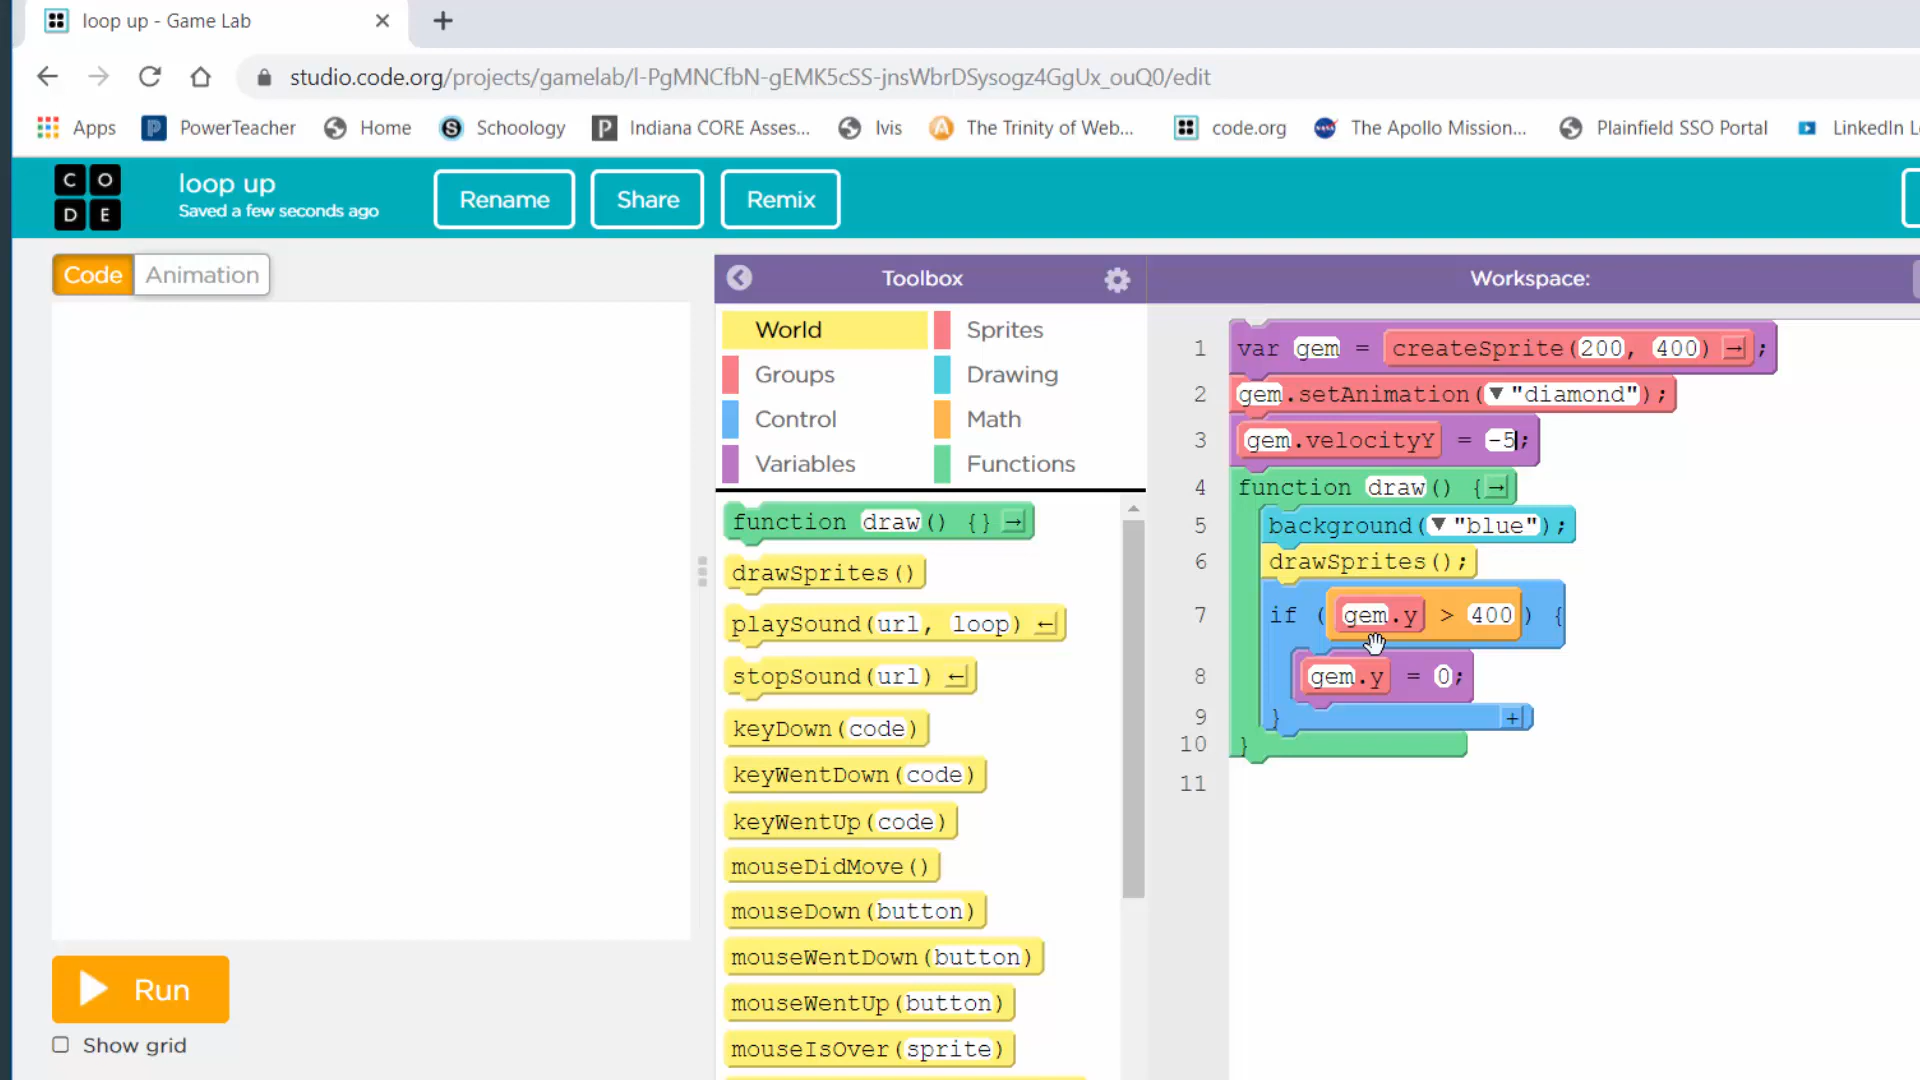 loop up - Game Lab
studio.code.org/projects/gamelab/l-PgMNCfbN-gEMK5cSS-jnsWbrDSysogz4GgUx_ouQ0/edit
Apps PowerTeacher Home Schoology Indiana CORE Asses... Ivis The Trinity of Web... code.org The Apollo Mission... Plainfield SSO Portal LinkedIn L
C O
D E
loop up
Saved a few seconds ago
Rename Share Remix
Code Animation
Toolbox
Workspace:
World Sprites
Groups Drawing
Control Math
Variables Functions
function draw() {} →
drawSprites()
playSound(url, loop) ←
stopSound(url) ←
keyDown(code)
keyWentDown(code)
keyWentUp(code)
mouseDidMove()
mouseDown(button)
mouseWentDown(button)
mouseWentUp(button)
mouseIsOver(sprite)
1 var gem = createSprite(200, 400) → ;
2 gem.setAnimation(▼ "diamond");
3 gem.velocityY = -5;
4 function draw() { →
5 background(▼ "blue");
6 drawSprites();
7 if ( gem.y > 400 ) {
8 gem.y = 0;
9 } +
10 }
11
Run
Show grid